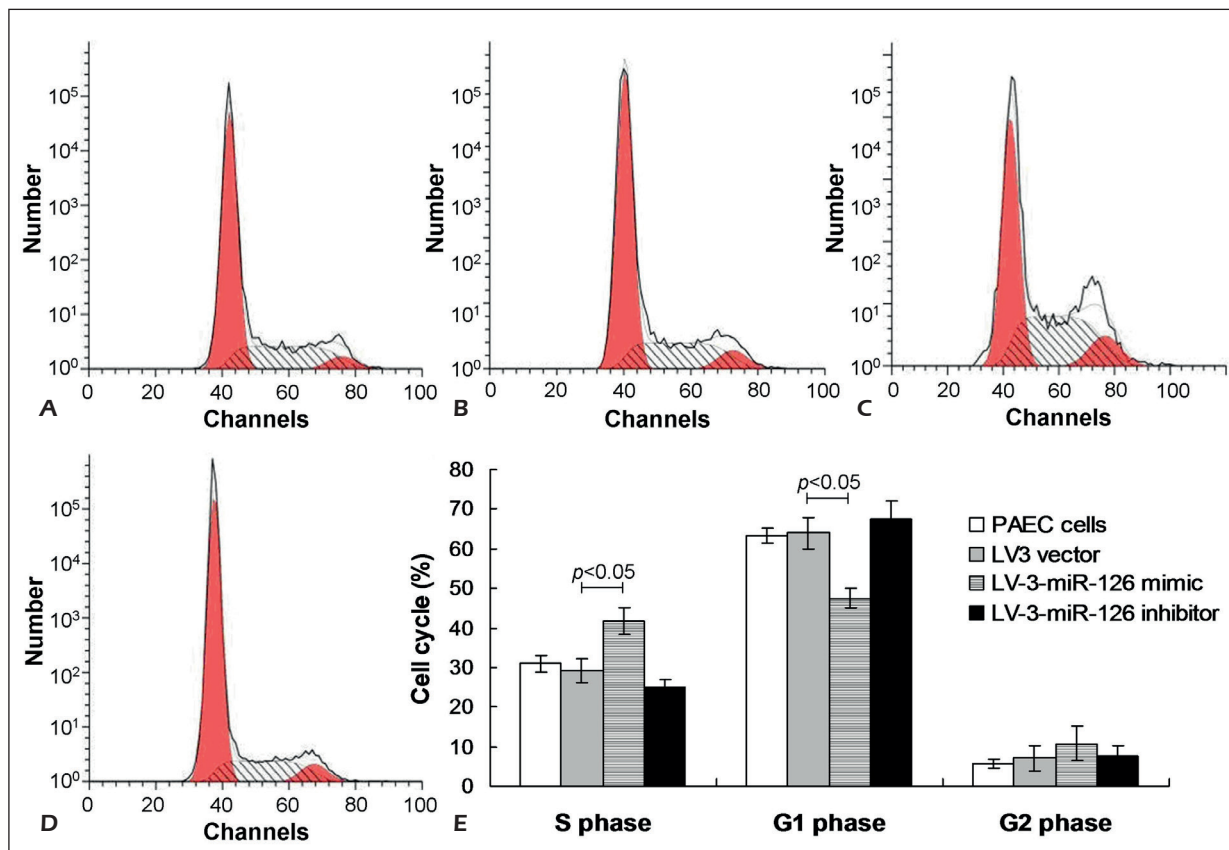 Number
10⁵
10⁴
10³
10²
10¹
10⁰
0 20 40 60 80 100
Channels
A
Number
10⁵
10⁴
10³
10²
10¹
10⁰
0 20 40 60 80 100
Channels
B
Number
10⁵
10⁴
10³
10²
10¹
10⁰
0 20 40 60 80 100
Channels
C
Number
10⁵
10⁴
10³
10²
10¹
10⁰
0 20 40 60 80 100
Channels
D
Cell cycle (%)
80
70
60
50
40
30
20
10
0
p<0.05
p<0.05
PAEC cells
LV3 vector
LV-3-miR-126 mimic
LV-3-miR-126 inhibitor
S phase G1 phase G2 phase
E